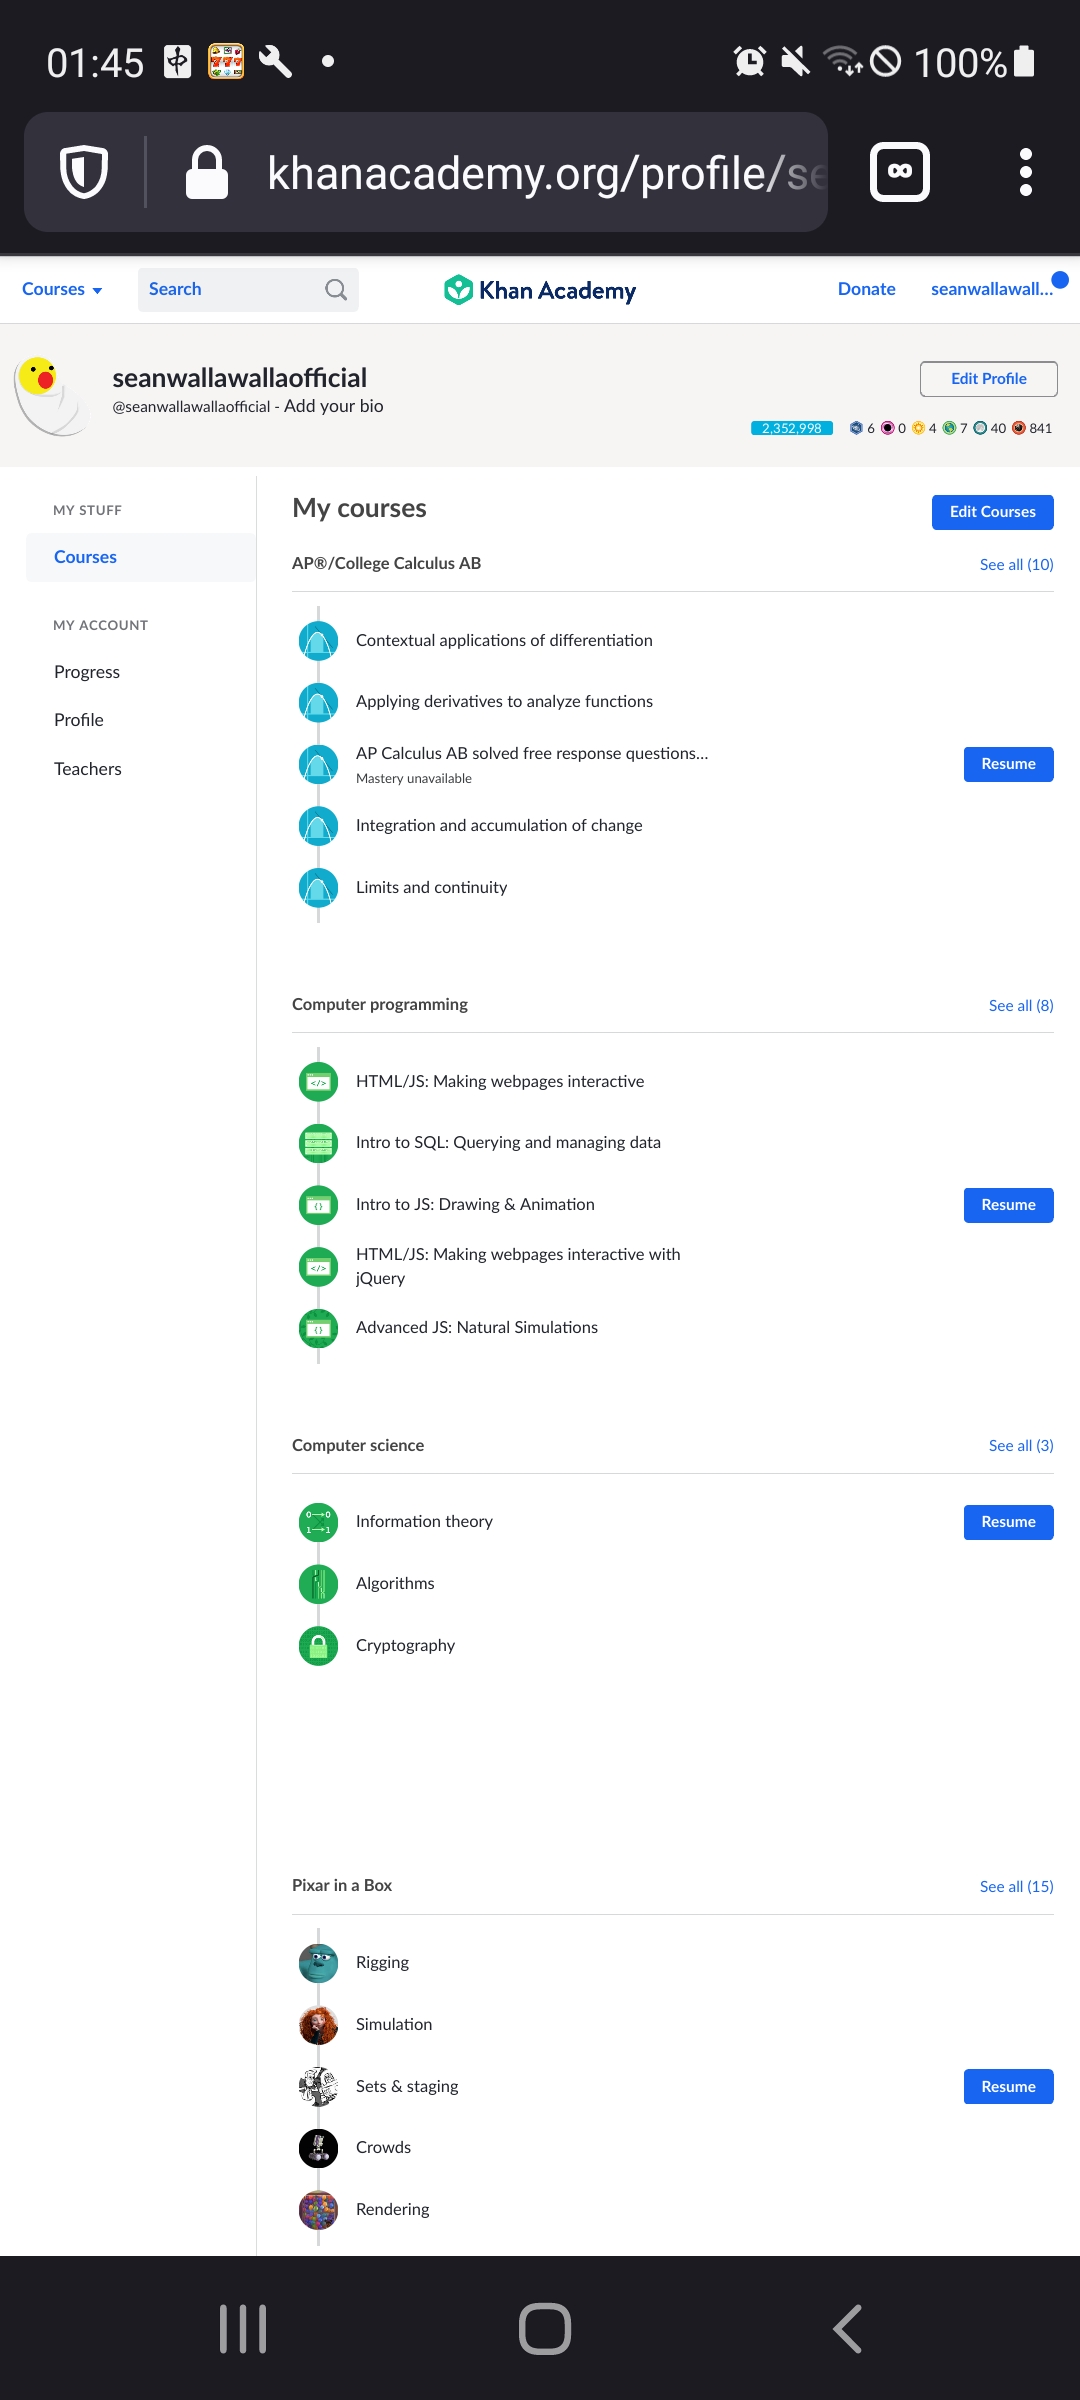 01:45
100%
khanacademy.org/profile/se
Courses
Search
Khan Academy
Donate
seanwallawall...
seanwallawallaofficial
@seanwallawallaofficial - Add your bio
Edit Profile
2,352,998 6 0 4 7 40 841
MY STUFF
Courses
MY ACCOUNT
Progress
Profile
Teachers
My courses
Edit Courses
AP®/College Calculus AB
See all (10)
Contextual applications of differentiation
Applying derivatives to analyze functions
AP Calculus AB solved free response questions...
Mastery unavailable
Resume
Integration and accumulation of change
Limits and continuity
Computer programming
See all (8)
HTML/JS: Making webpages interactive
Intro to SQL: Querying and managing data
Intro to JS: Drawing & Animation
Resume
HTML/JS: Making webpages interactive with
jQuery
Advanced JS: Natural Simulations
Computer science
See all (3)
Information theory
Resume
Algorithms
Cryptography
Pixar in a Box
See all (15)
Rigging
Simulation
Sets & staging
Resume
Crowds
Rendering